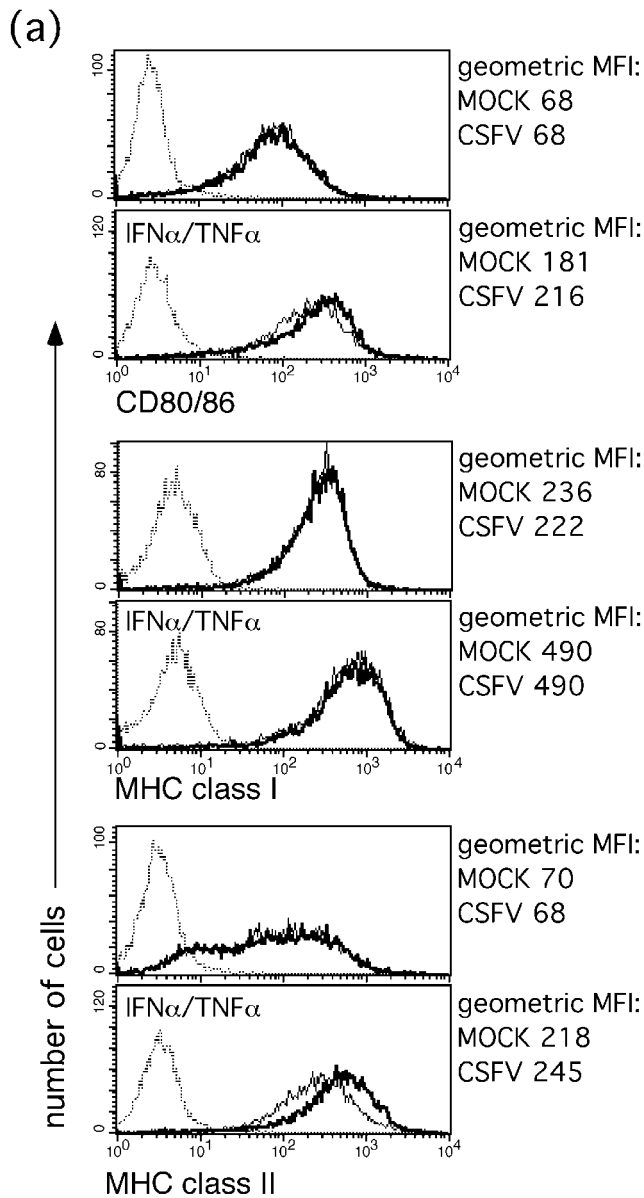 (a)
100
0
geometric MFI:
MOCK 68
CSFV 68
120
0
IFNα/TNFα
geometric MFI:
MOCK 181
CSFV 216
10⁰ 10¹ 10² 10³ 10⁴
CD80/86
80
0
geometric MFI:
MOCK 236
CSFV 222
80
0
IFNα/TNFα
geometric MFI:
MOCK 490
CSFV 490
10⁰ 10¹ 10² 10³ 10⁴
MHC class I
100
0
geometric MFI:
MOCK 70
CSFV 68
120
0
IFNα/TNFα
geometric MFI:
MOCK 218
CSFV 245
10⁰ 10¹ 10² 10³ 10⁴
MHC class II
number of cells